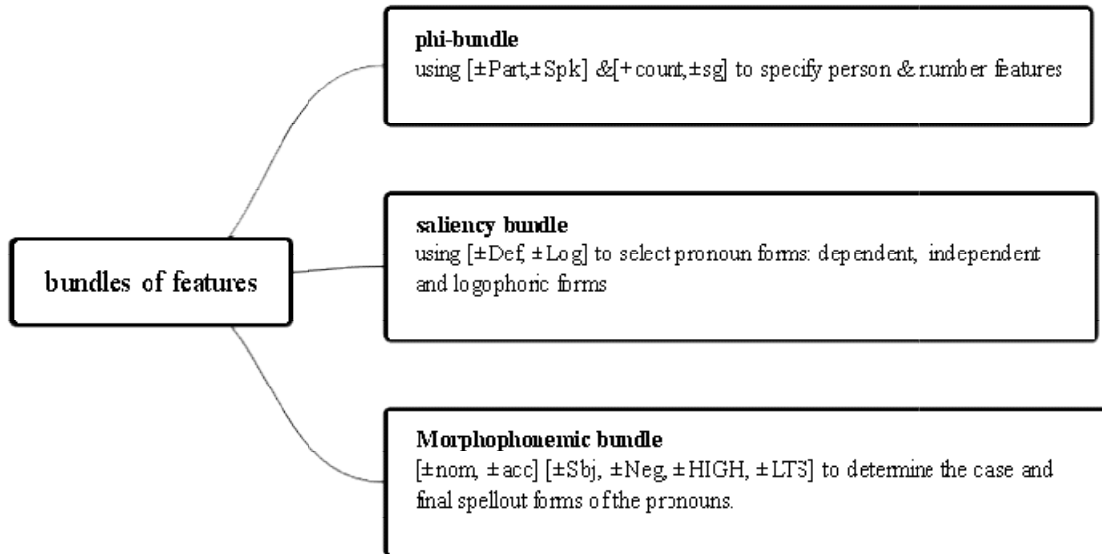 phi-bundle
using [±Part,±Spk] &[+count,±sg] to specify person & number features
saliency bundle
using [±Def, ±Log] to select pronoun forms: dependent, independent
and logophoric forms
bundles of features
Morphophonemic bundle
[±nom, ±acc] [±Sbj, ±Neg, ±HIGH, ±LTS] to determine the case and
final spellout forms of the pronouns.